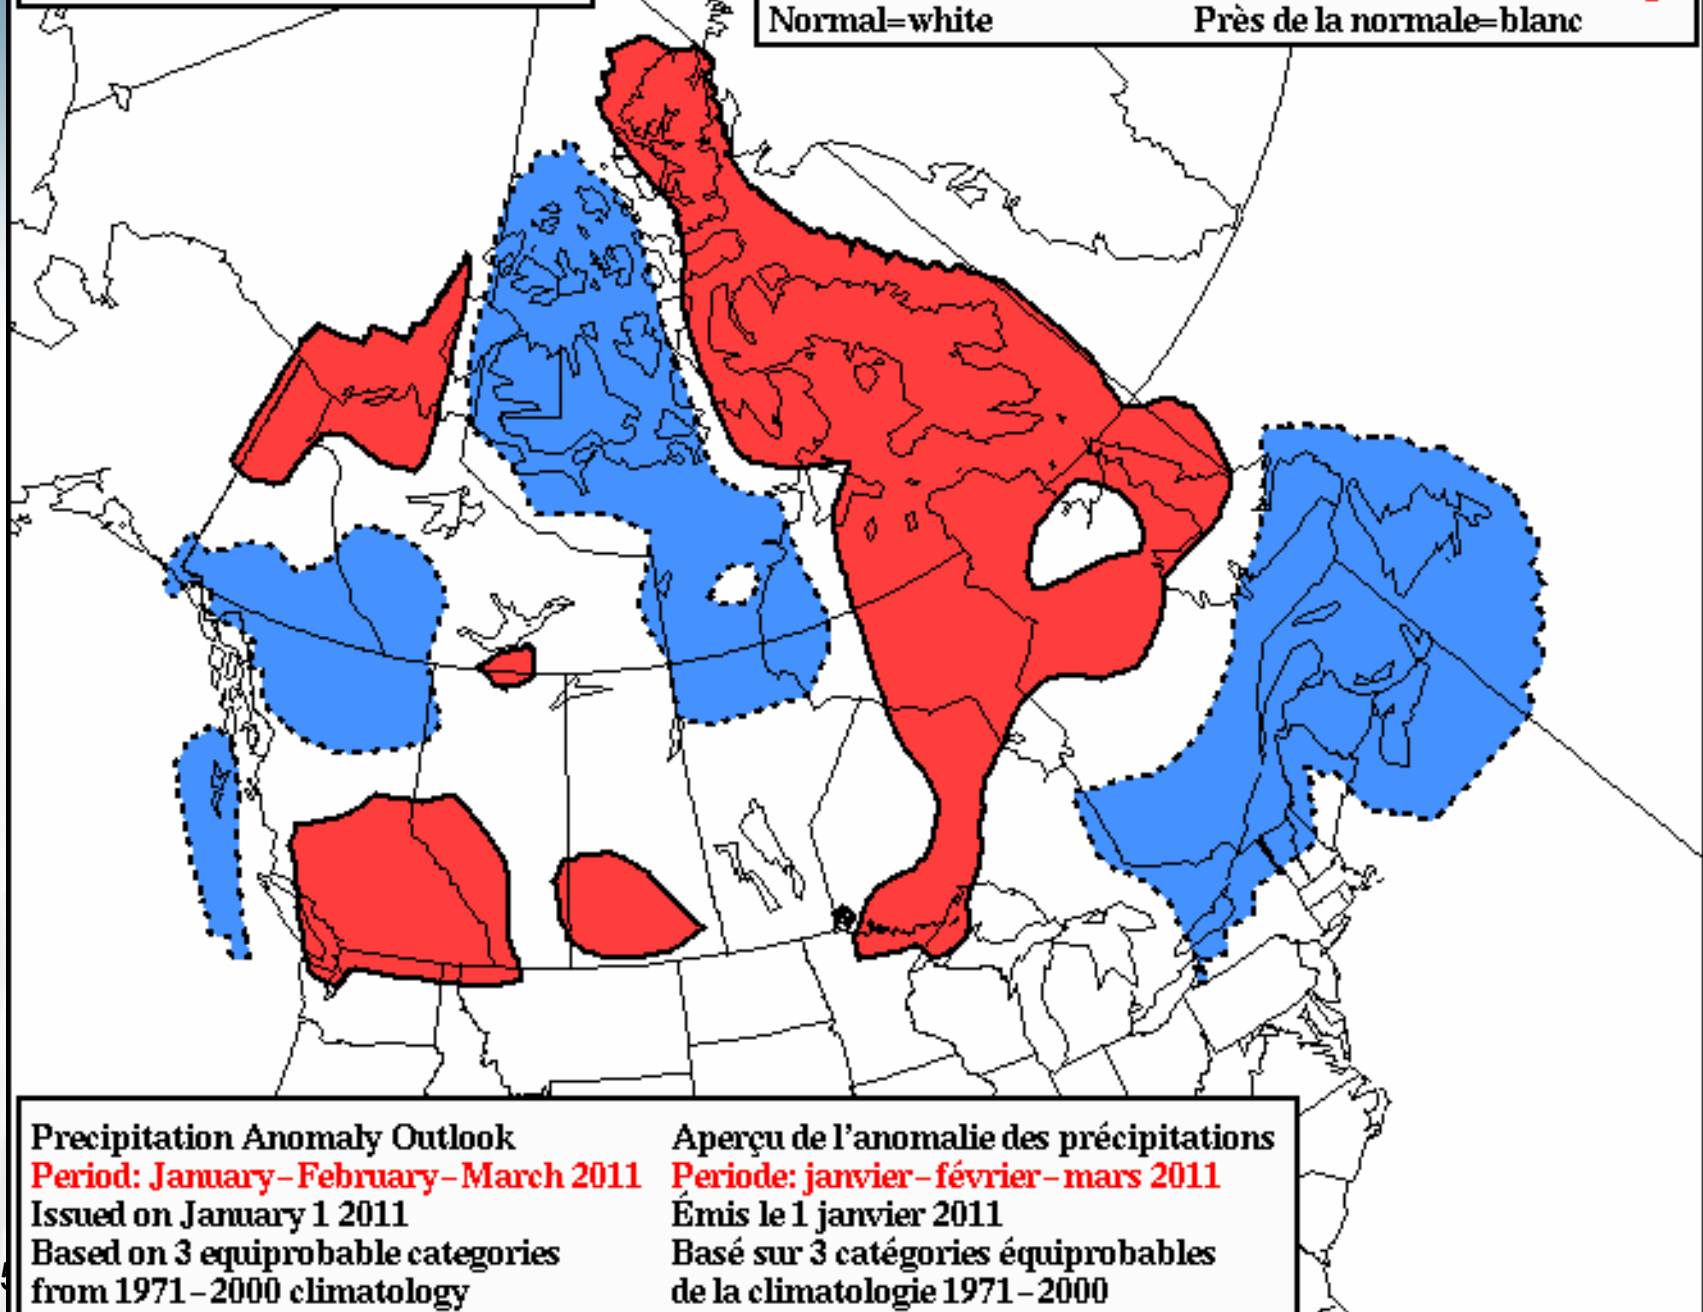 Normal=white Près de la normale=blanc
Precipitation Anomaly Outlook
Period: January-February-March 2011
Issued on January 1 2011
Based on 3 equiprobable categories
from 1971-2000 climatology
Aperçu de l'anomalie des précipitations
Periode: janvier-février-mars 2011
Émis le 1 janvier 2011
Basé sur 3 catégories équiprobables
de la climatologie 1971-2000